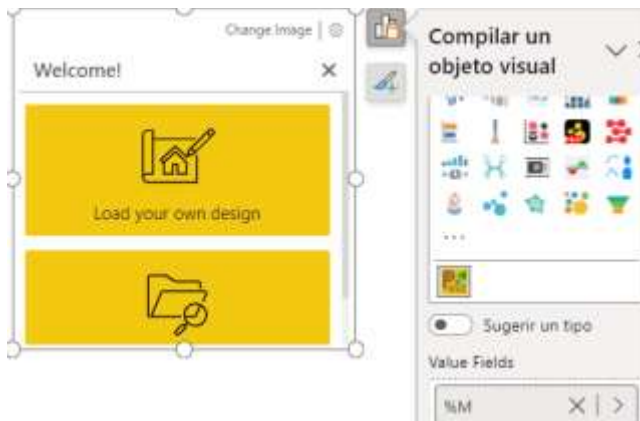 Change Image
Welcome!
Load your own design
Compilar un
objeto visual
...
Sugerir un tipo
Value Fields
%M